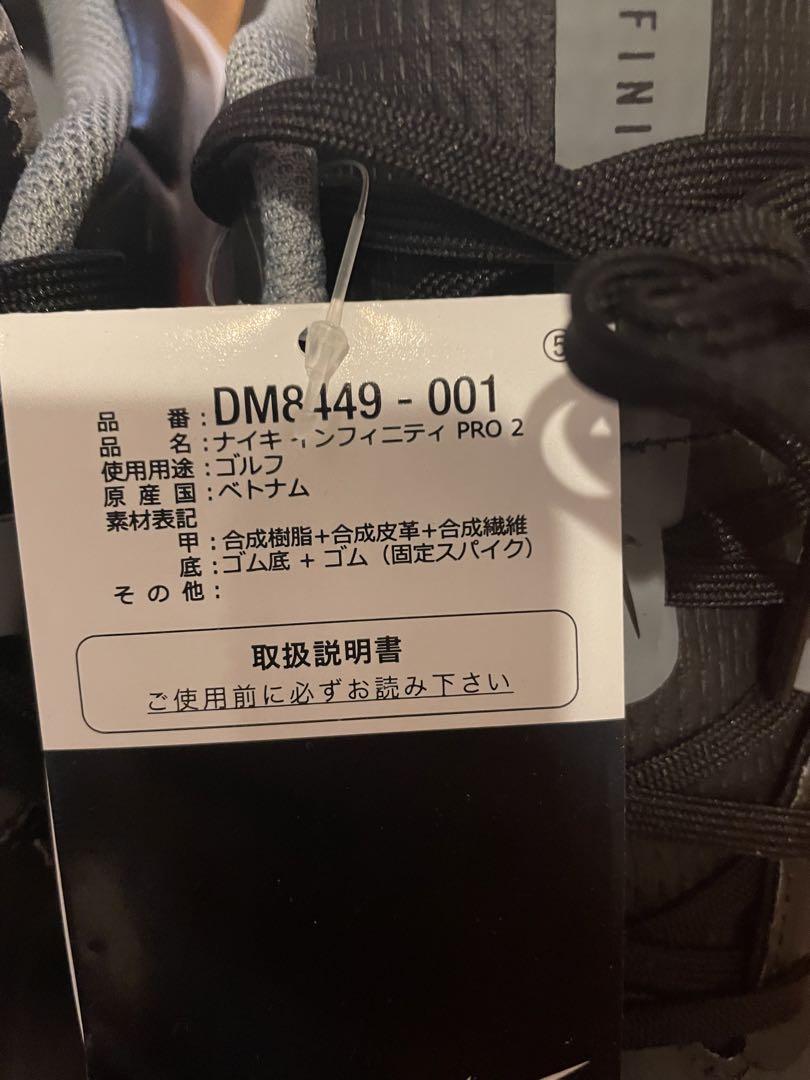 FINI
⑤
品 番:DM8449-001
品 名:ナイキ インフィニティ PRO 2
使用用途:ゴルフ
原産国:ベトナム
素材表記
甲:合成樹脂+合成皮革+合成繊維
底:ゴム底 + ゴム(固定スパイク)
その他:
取扱説明書
ご使用前に必ずお読み下さい